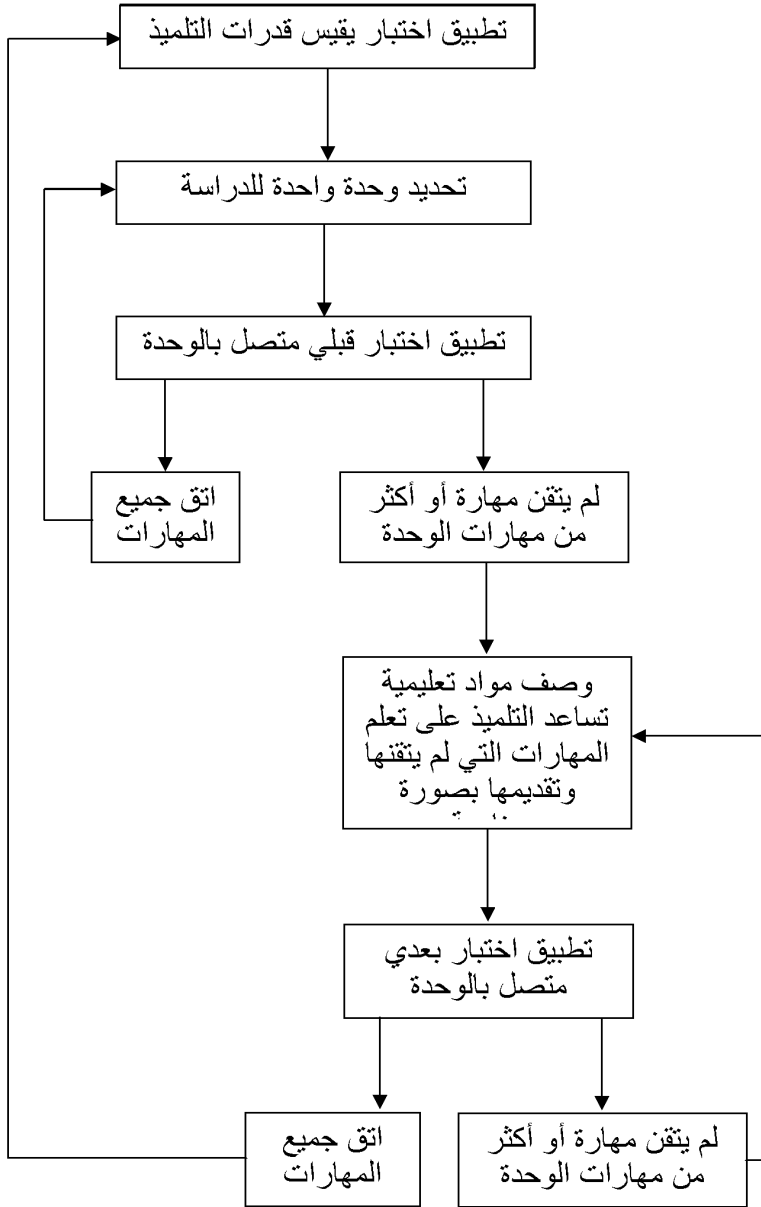 تطبيق اختبار يقيس قدرات التلميذ
تحديد وحدة واحدة للدراسة
تطبيق اختبار قبلي متصل بالوحدة
اتق جميع
المهارات
لم يتقن مهارة أو أكثر
من مهارات الوحدة
وصف مواد تعليمية
تساعد التلميذ على تعلم
المهارات التي لم يتقنها
وتقديمها بصورة
تطبيق اختبار بعدي
متصل بالوحدة
اتق جميع
المهارات
لم يتقن مهارة أو أكثر
من مهارات الوحدة